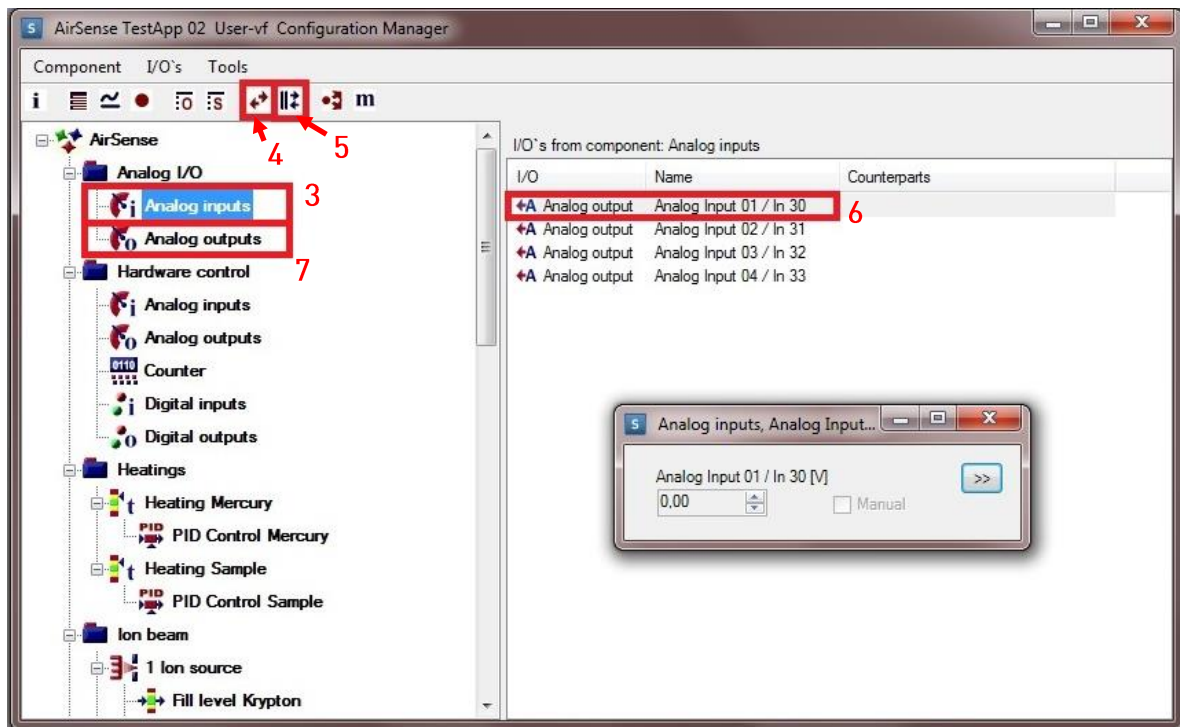 S AirSense TestApp 02 User-vf Configuration Manager
Component I/O`s Tools
i O S m
4 5
AirSense
Analog I/O
i Analog inputs 3
O Analog outputs
7
Hardware control
i Analog inputs
O Analog outputs
0110 Counter
i Digital inputs
O Digital outputs
Heatings
t Heating Mercury
PID PID Control Mercury
t Heating Sample
PID PID Control Sample
Ion beam
1 Ion source
Fill level Krypton
I/O`s from component: Analog inputs
I/O Name Counterparts
A Analog output Analog Input 01 / In 30 6
A Analog output Analog Input 02 / In 31
A Analog output Analog Input 03 / In 32
A Analog output Analog Input 04 / In 33
S Analog inputs, Analog Input...
Analog Input 01 / In 30 [V] >>
0,00 Manual